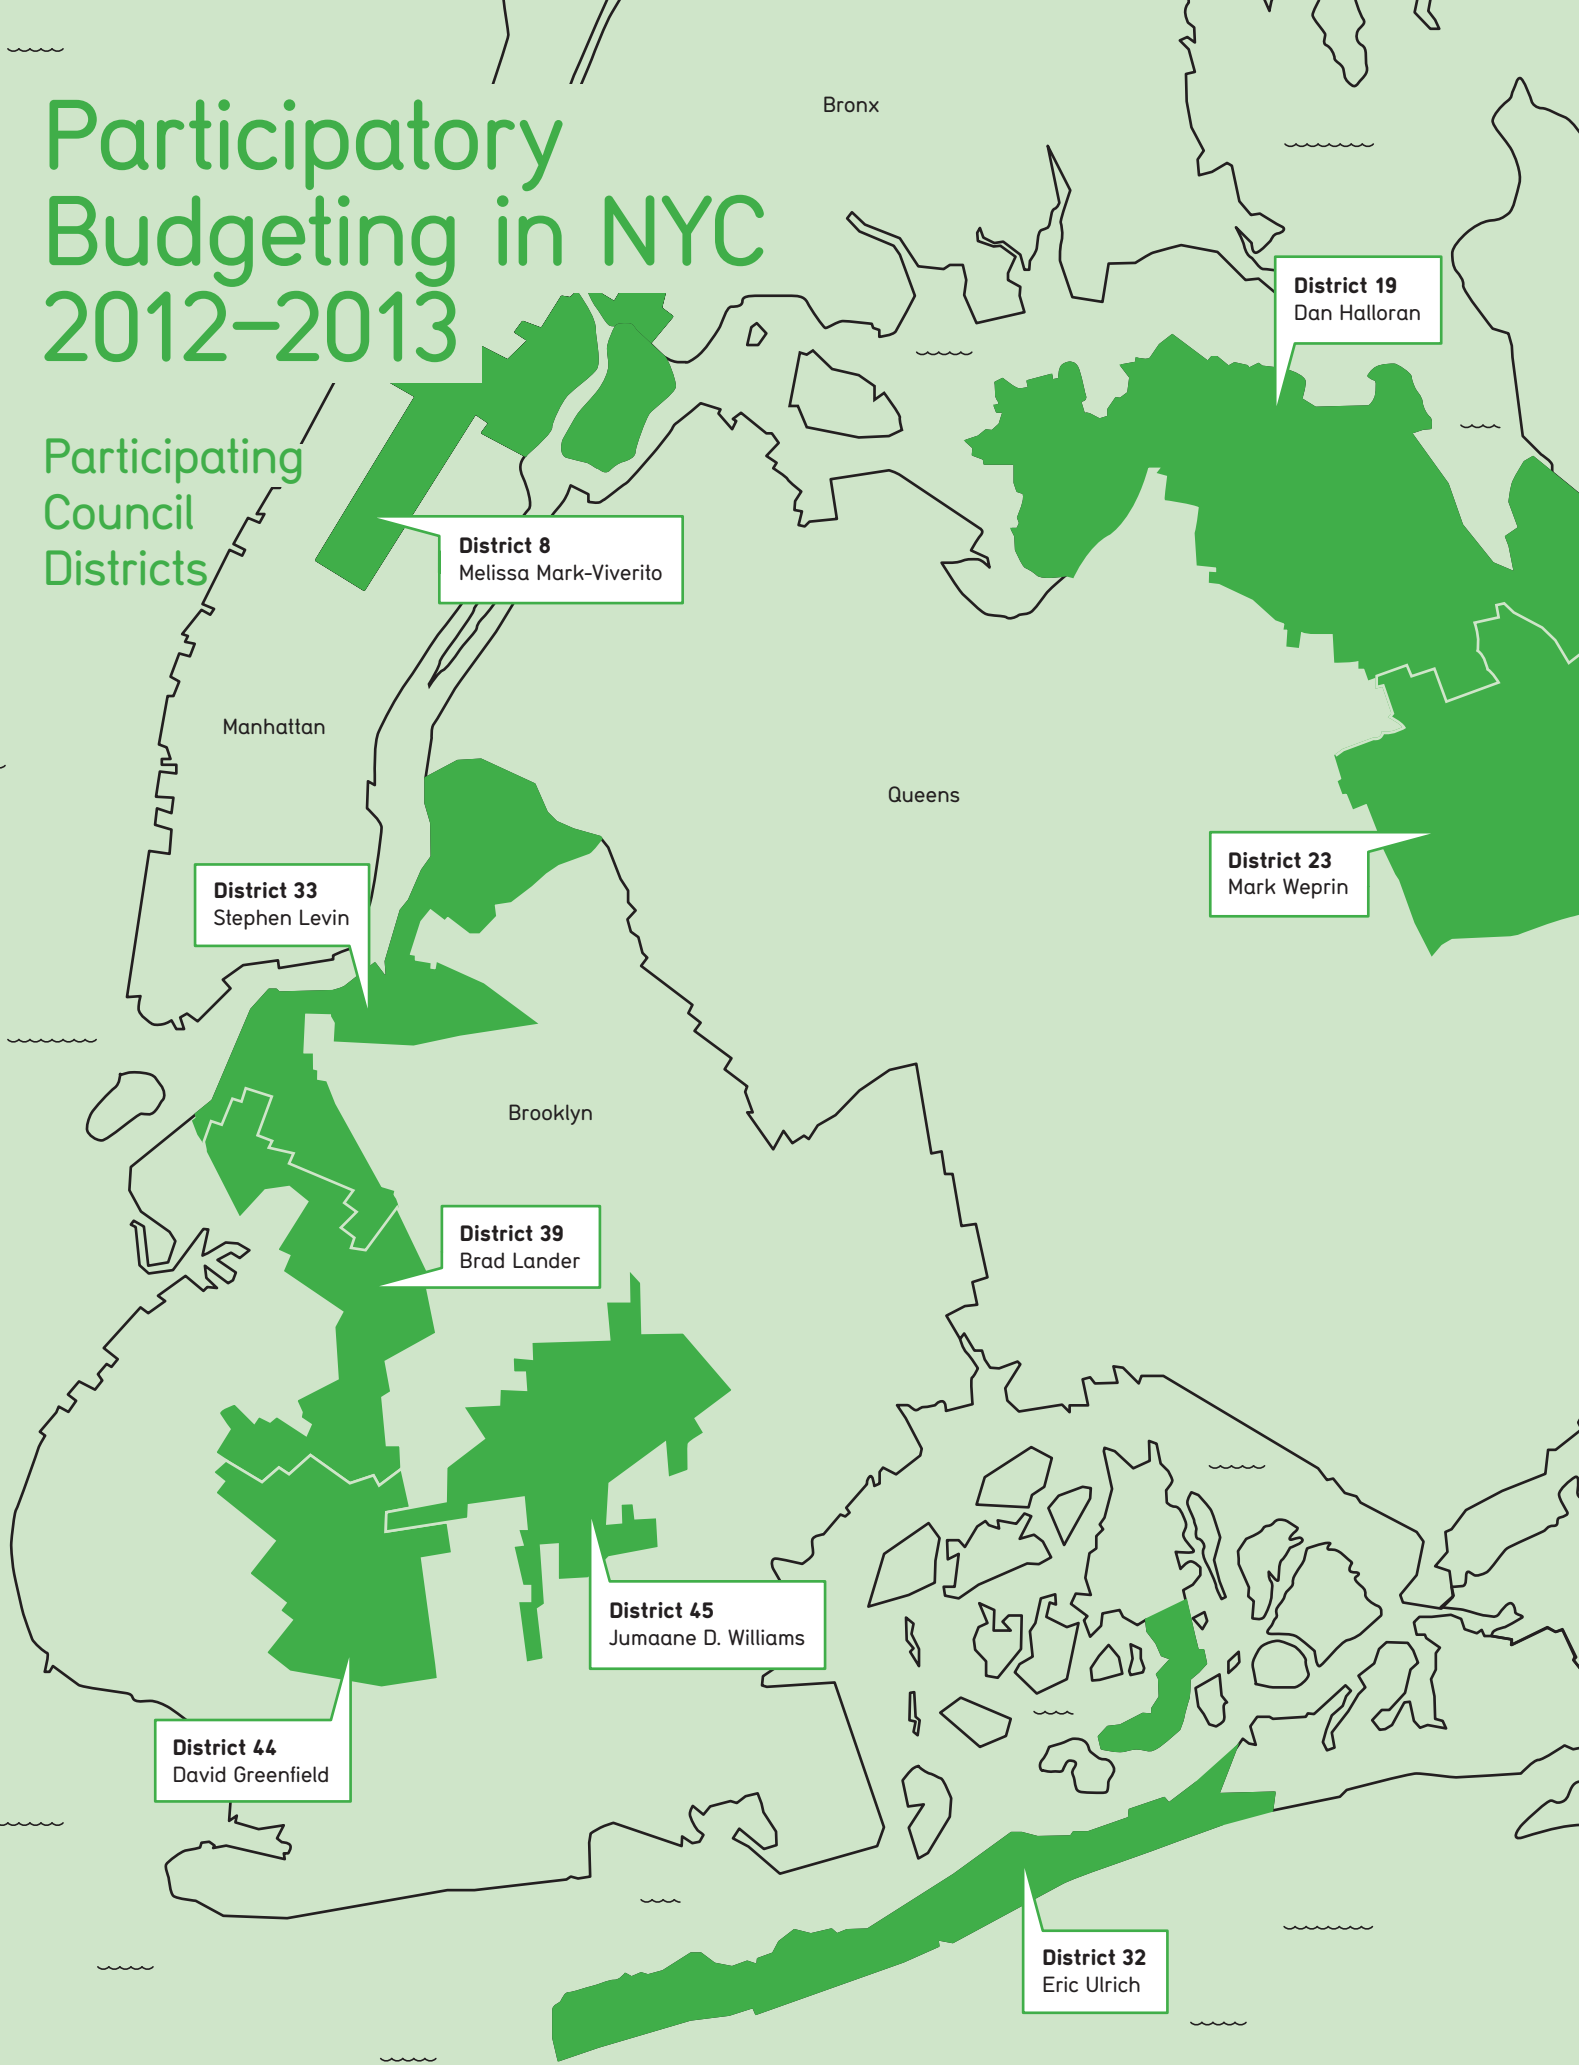 Participatory
Budgeting in NYC
2012–2013
Participating
Council
Districts
Bronx
District 19
Dan Halloran
District 8
Melissa Mark-Viverito
Manhattan
Queens
District 23
Mark Weprin
District 33
Stephen Levin
Brooklyn
District 39
Brad Lander
District 45
Jumaane D. Williams
District 44
David Greenfield
District 32
Eric Ulrich